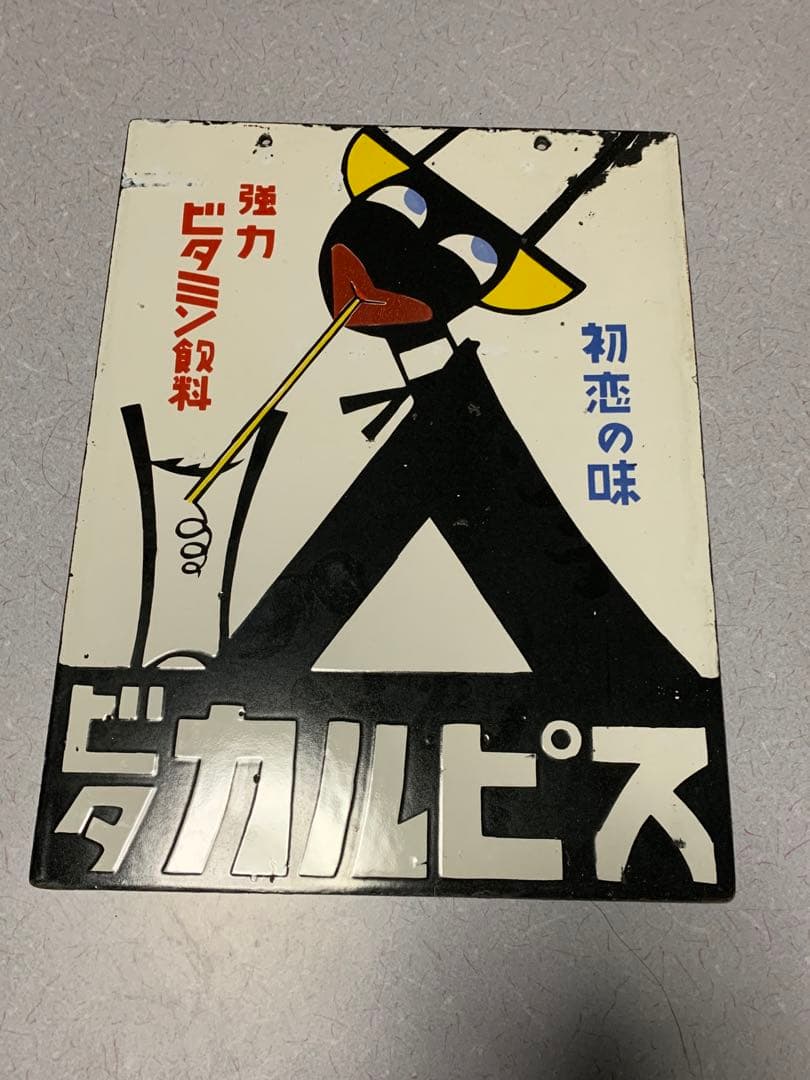 初恋の味
強力
ビタミン飲料
ビタカルピス